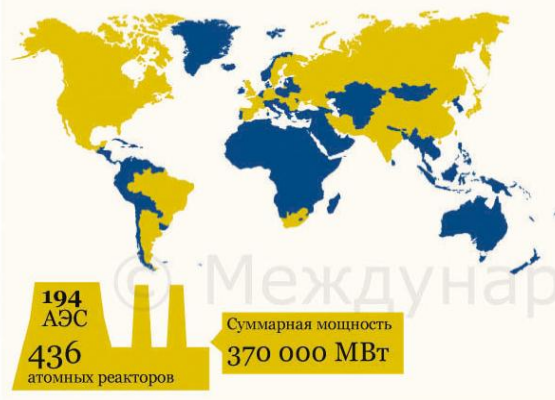 © Междунар
194
АЭС
436
атомных реакторов
Суммарная мощность
370 000 МВт